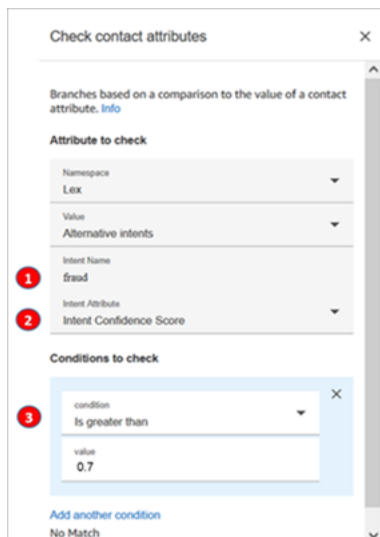 Check contact attributes
Branches based on a comparison to the value of a contact
attribute. Info
Attribute to check
Namespace
Lex
Value
Alternative intents
Intent Name
1
fraud
Intent Attribute
2
Intent Confidence Score
Conditions to check
condition
3
Is greater than
value
0.7
Add another condition
No Match